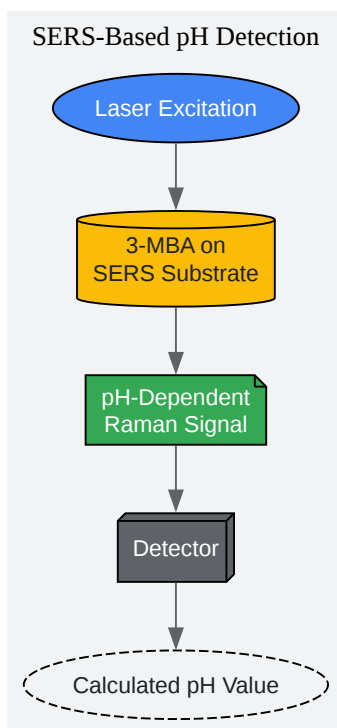 SERS-Based pH Detection
Laser Excitation
3-MBA on
SERS Substrate
pH-Dependent
Raman Signal
Detector
Calculated pH Value